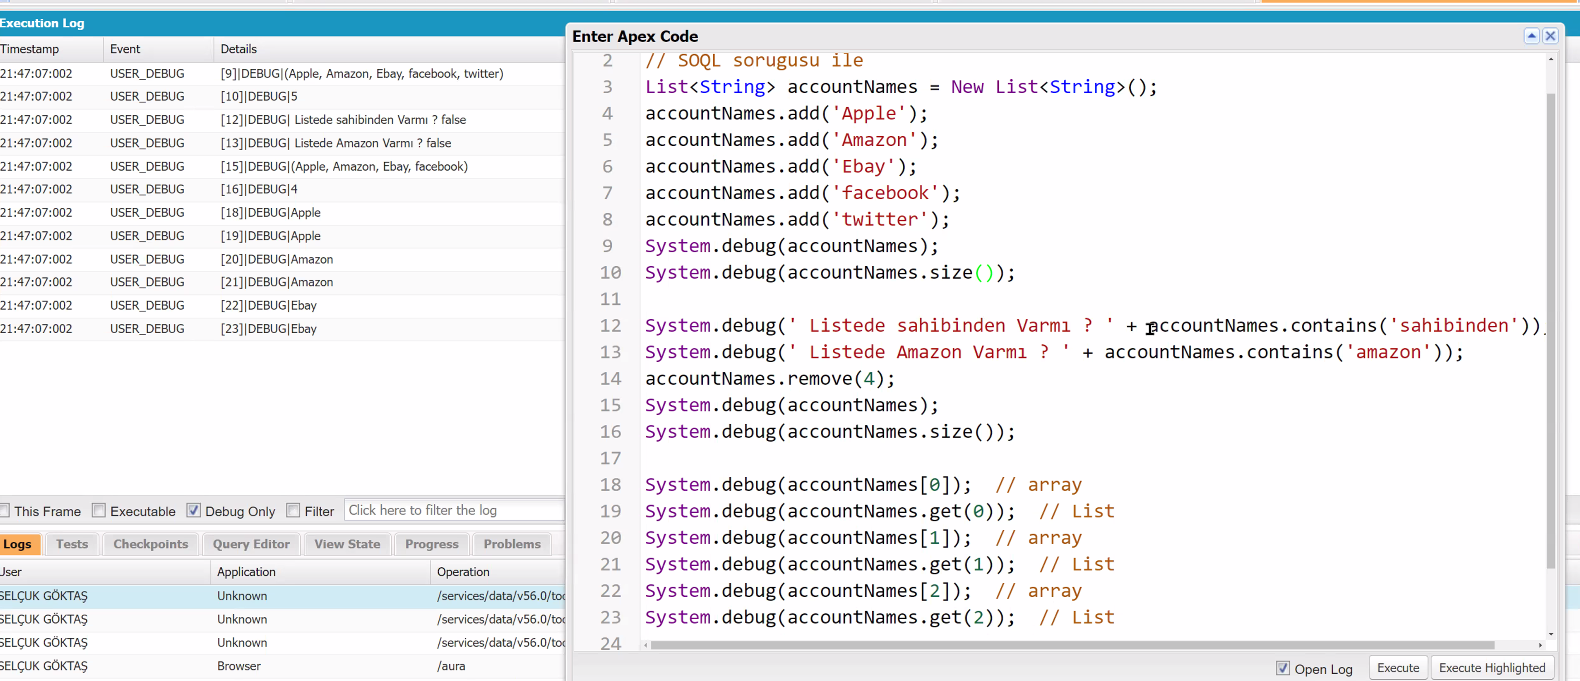 Execution Log
Timestamp Event Details
21:47:07:002 USER_DEBUG [9]|DEBUG|(Apple, Amazon, Ebay, facebook, twitter)
21:47:07:002 USER_DEBUG [10]|DEBUG|5
21:47:07:002 USER_DEBUG [12]|DEBUG| Listede sahibinden Varmı ? false
21:47:07:002 USER_DEBUG [13]|DEBUG| Listede Amazon Varmı ? false
21:47:07:002 USER_DEBUG [15]|DEBUG|(Apple, Amazon, Ebay, facebook)
21:47:07:002 USER_DEBUG [16]|DEBUG|4
21:47:07:002 USER_DEBUG [18]|DEBUG|Apple
21:47:07:002 USER_DEBUG [19]|DEBUG|Apple
21:47:07:002 USER_DEBUG [20]|DEBUG|Amazon
21:47:07:002 USER_DEBUG [21]|DEBUG|Amazon
21:47:07:002 USER_DEBUG [22]|DEBUG|Ebay
21:47:07:002 USER_DEBUG [23]|DEBUG|Ebay
This Frame Executable Debug Only Filter Click here to filter the log
Logs Tests Checkpoints Query Editor View State Progress Problems
User Application Operation
SELÇUK GÖKTAŞ Unknown /services/data/v56.0/too
SELÇUK GÖKTAŞ Unknown /services/data/v56.0/too
SELÇUK GÖKTAŞ Unknown /services/data/v56.0/too
SELÇUK GÖKTAŞ Browser /aura
Enter Apex Code
2 // SOQL sorugusu ile
3 List<String> accountNames = New List<String>();
4 accountNames.add('Apple');
5 accountNames.add('Amazon');
6 accountNames.add('Ebay');
7 accountNames.add('facebook');
8 accountNames.add('twitter');
9 System.debug(accountNames);
10 System.debug(accountNames.size());
11
12 System.debug(' Listede sahibinden Varmı ? ' + accountNames.contains('sahibinden'));
13 System.debug(' Listede Amazon Varmı ? ' + accountNames.contains('amazon'));
14 accountNames.remove(4);
15 System.debug(accountNames);
16 System.debug(accountNames.size());
17
18 System.debug(accountNames[0]); // array
19 System.debug(accountNames.get(0)); // List
20 System.debug(accountNames[1]); // array
21 System.debug(accountNames.get(1)); // List
22 System.debug(accountNames[2]); // array
23 System.debug(accountNames.get(2)); // List
24
Open Log Execute Execute Highlighted